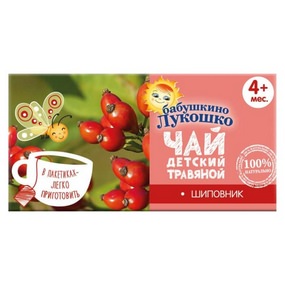 4+
мес.
бабушкино
Лукошко
ЧАЙ
ДЕТСКИЙ
ТРАВЯНОЙ
• ШИПОВНИК
100%
НАТУРАЛЬНО
В ПАКЕТИКАХ-
ЛЕГКО
ПРИГОТОВИТЬ